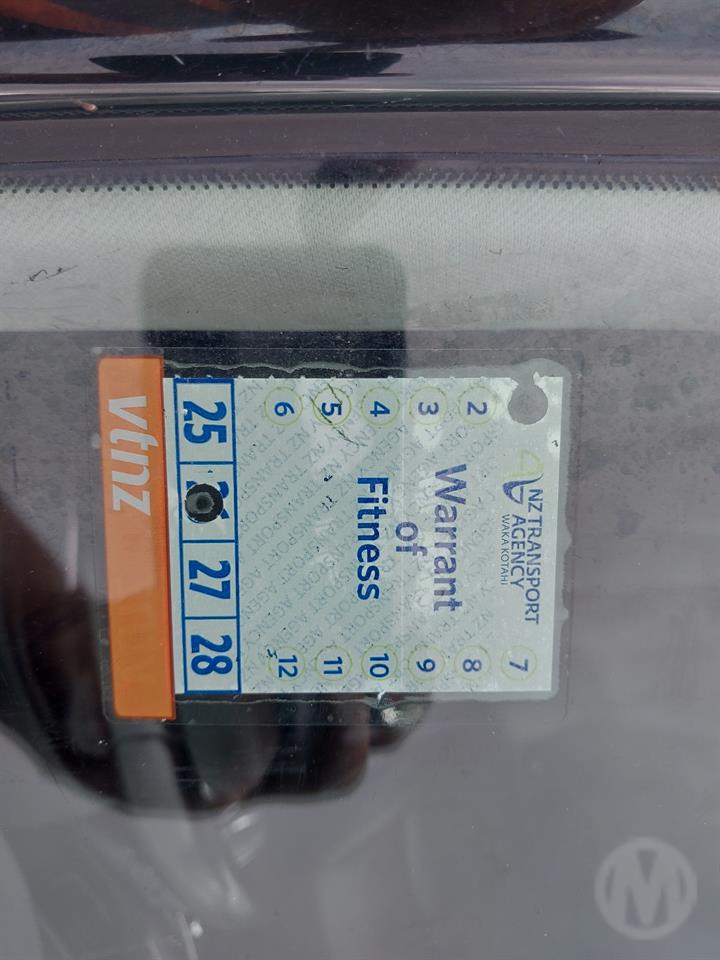 NZ TRANSPORT
AGENCY
WAKA KOTAHI
7
2
8
3
9
4
10
5
11
6
12
Warrant
of
Fitness
25
27
28
vtnz
M